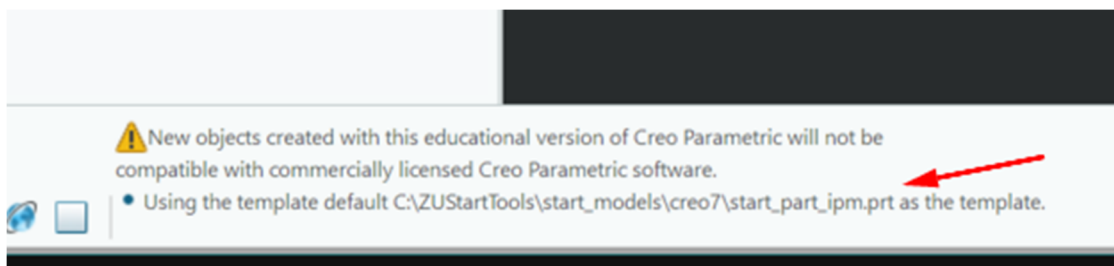 New objects created with this educational version of Creo Parametric will not be
compatible with commercially licensed Creo Parametric software.
• Using the template default C:\ZUStartTools\start_models\creo7\start_part_ipm.prt as the template.